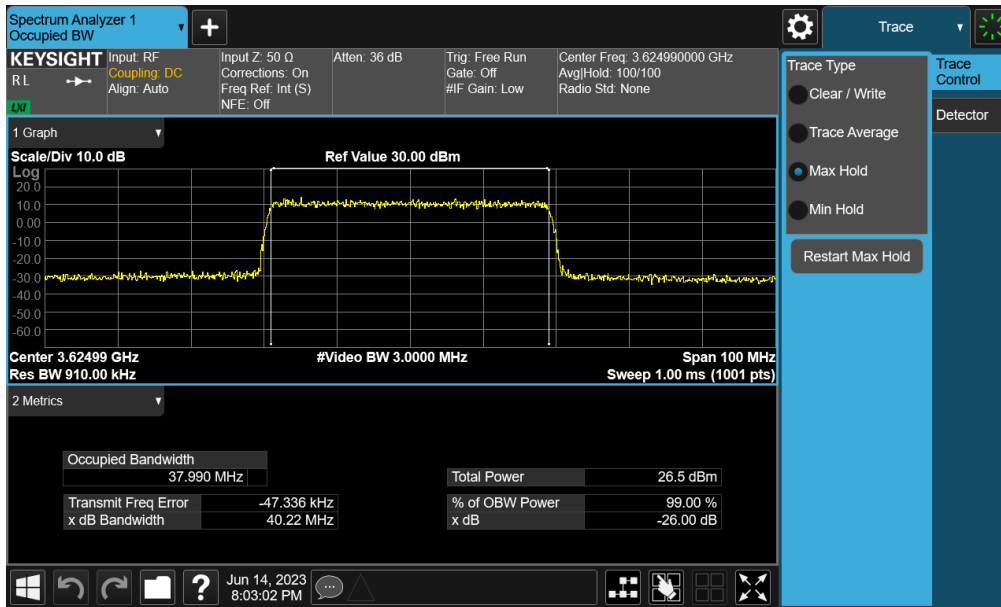 Spectrum Analyzer 1
Occupied BW
Trace
KEYSIGHT
R L
LXI
Input: RF
Coupling: DC
Align: Auto
Input Z: 50 Ω
Corrections: On
Freq Ref: Int (S)
NFE: Off
Atten: 36 dB
Trig: Free Run
Gate: Off
#IF Gain: Low
Center Freq: 3.624990000 GHz
Avg|Hold: 100/100
Radio Std: None
1 Graph
Scale/Div 10.0 dB
Ref Value 30.00 dBm
Log
20.0
10.0
0.00
-10.0
-20.0
-30.0
-40.0
-50.0
-60.0
Center 3.62499 GHz
#Video BW 3.0000 MHz
Span 100 MHz
Res BW 910.00 kHz
Sweep 1.00 ms (1001 pts)
2 Metrics
Occupied Bandwidth
37.990 MHz
Total Power 26.5 dBm
Transmit Freq Error -47.336 kHz
% of OBW Power 99.00 %
x dB Bandwidth 40.22 MHz
x dB -26.00 dB
Trace Type
Clear / Write
Trace Average
Max Hold
Min Hold
Restart Max Hold
Trace
Control
Detector
?
Jun 14, 2023
8:03:02 PM